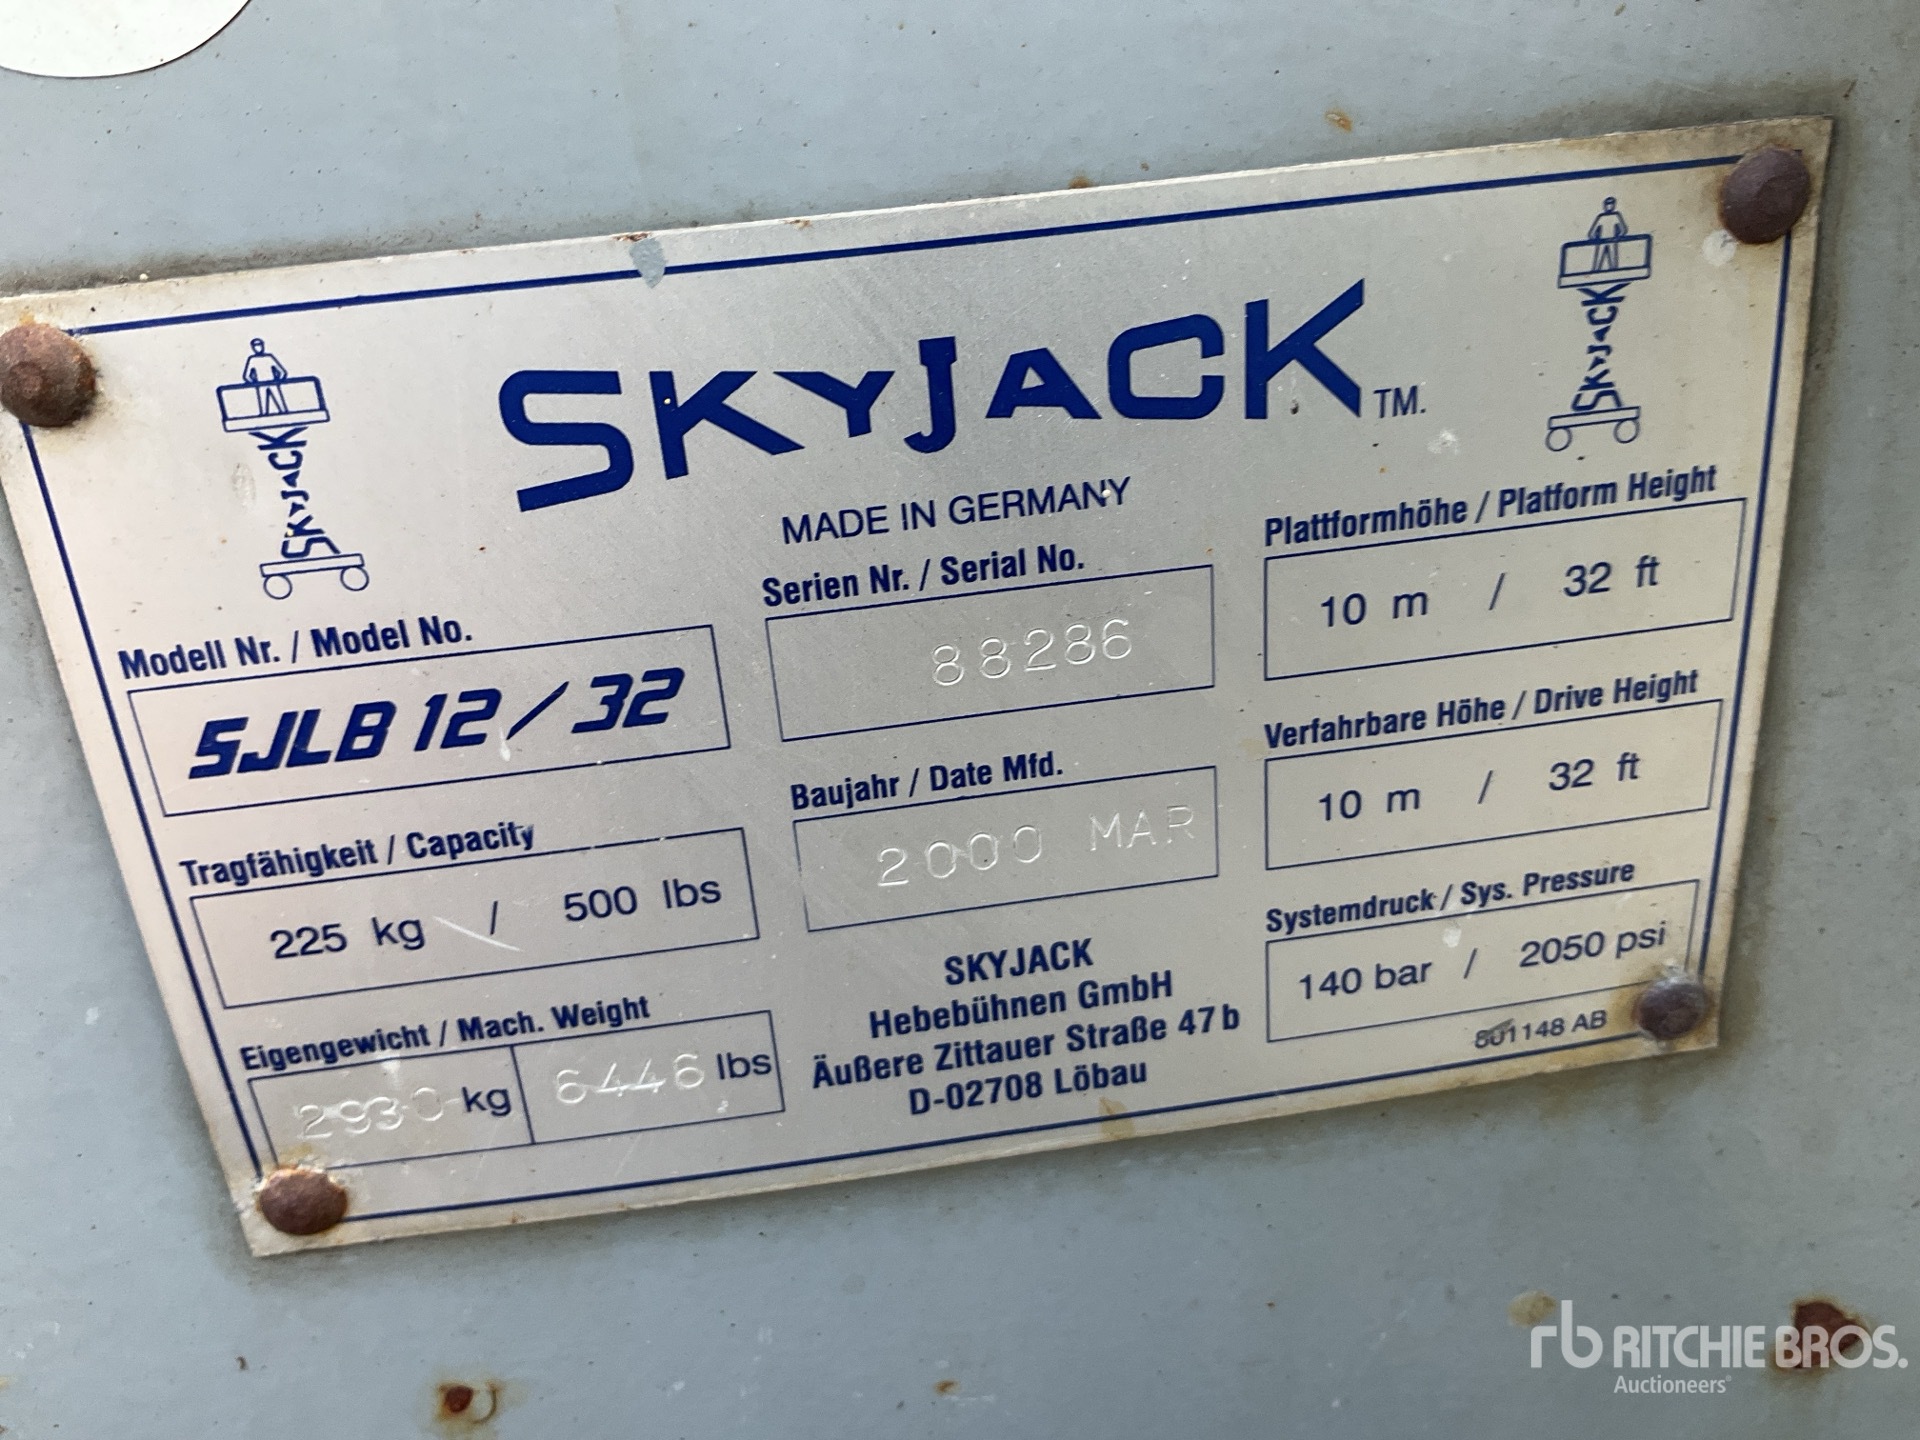 SKYJACK TM.
MADE IN GERMANY
SKYJACK
SKYJACK
Modell Nr. / Model No.
SJLB 12/32
Tragfähigkeit / Capacity
225 kg / 500 lbs
Eigengewicht / Mach. Weight
2930 kg 6446 lbs
Serien Nr. / Serial No.
88286
Baujahr / Date Mfd.
2000 MAR
SKYJACK
Hebebühnen GmbH
Äußere Zittauer Straße 47 b
D-02708 Löbau
Plattformhöhe / Platform Height
10 m / 32 ft
Verfahrbare Höhe / Drive Height
10 m / 32 ft
Systemdruck / Sys. Pressure
140 bar / 2050 psi
801148 AB
rb RITCHIE BROS.
Auctioneers